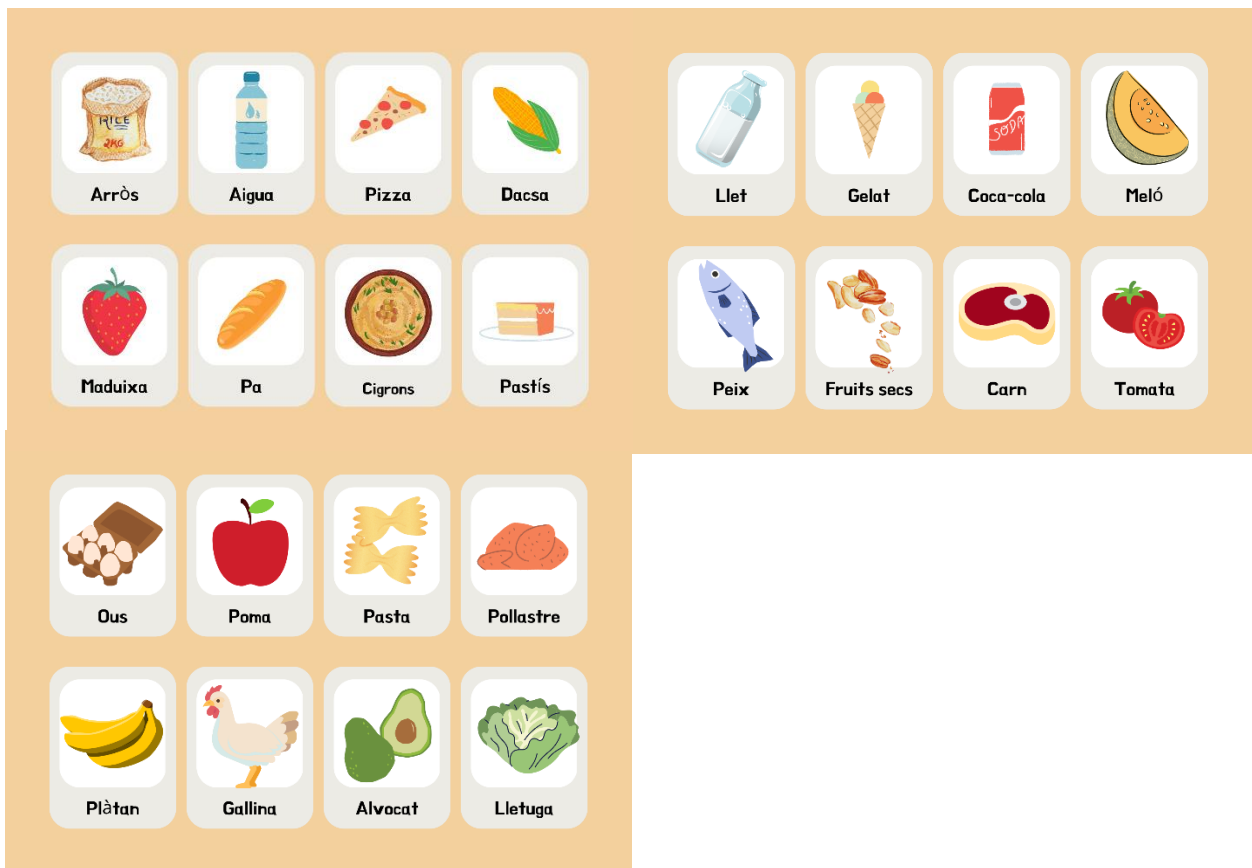 RICE
2KG
Arròs
Aigua
Pizza
Dacsa
Maduixa
Pa
Cigrons
Pastís
Llet
Gelat
SODA
Coca-cola
Meló
Peix
Fruits secs
Carn
Tomata
Ous
Poma
Pasta
Pollastre
Plàtan
Gallina
Alvocat
Lletuga